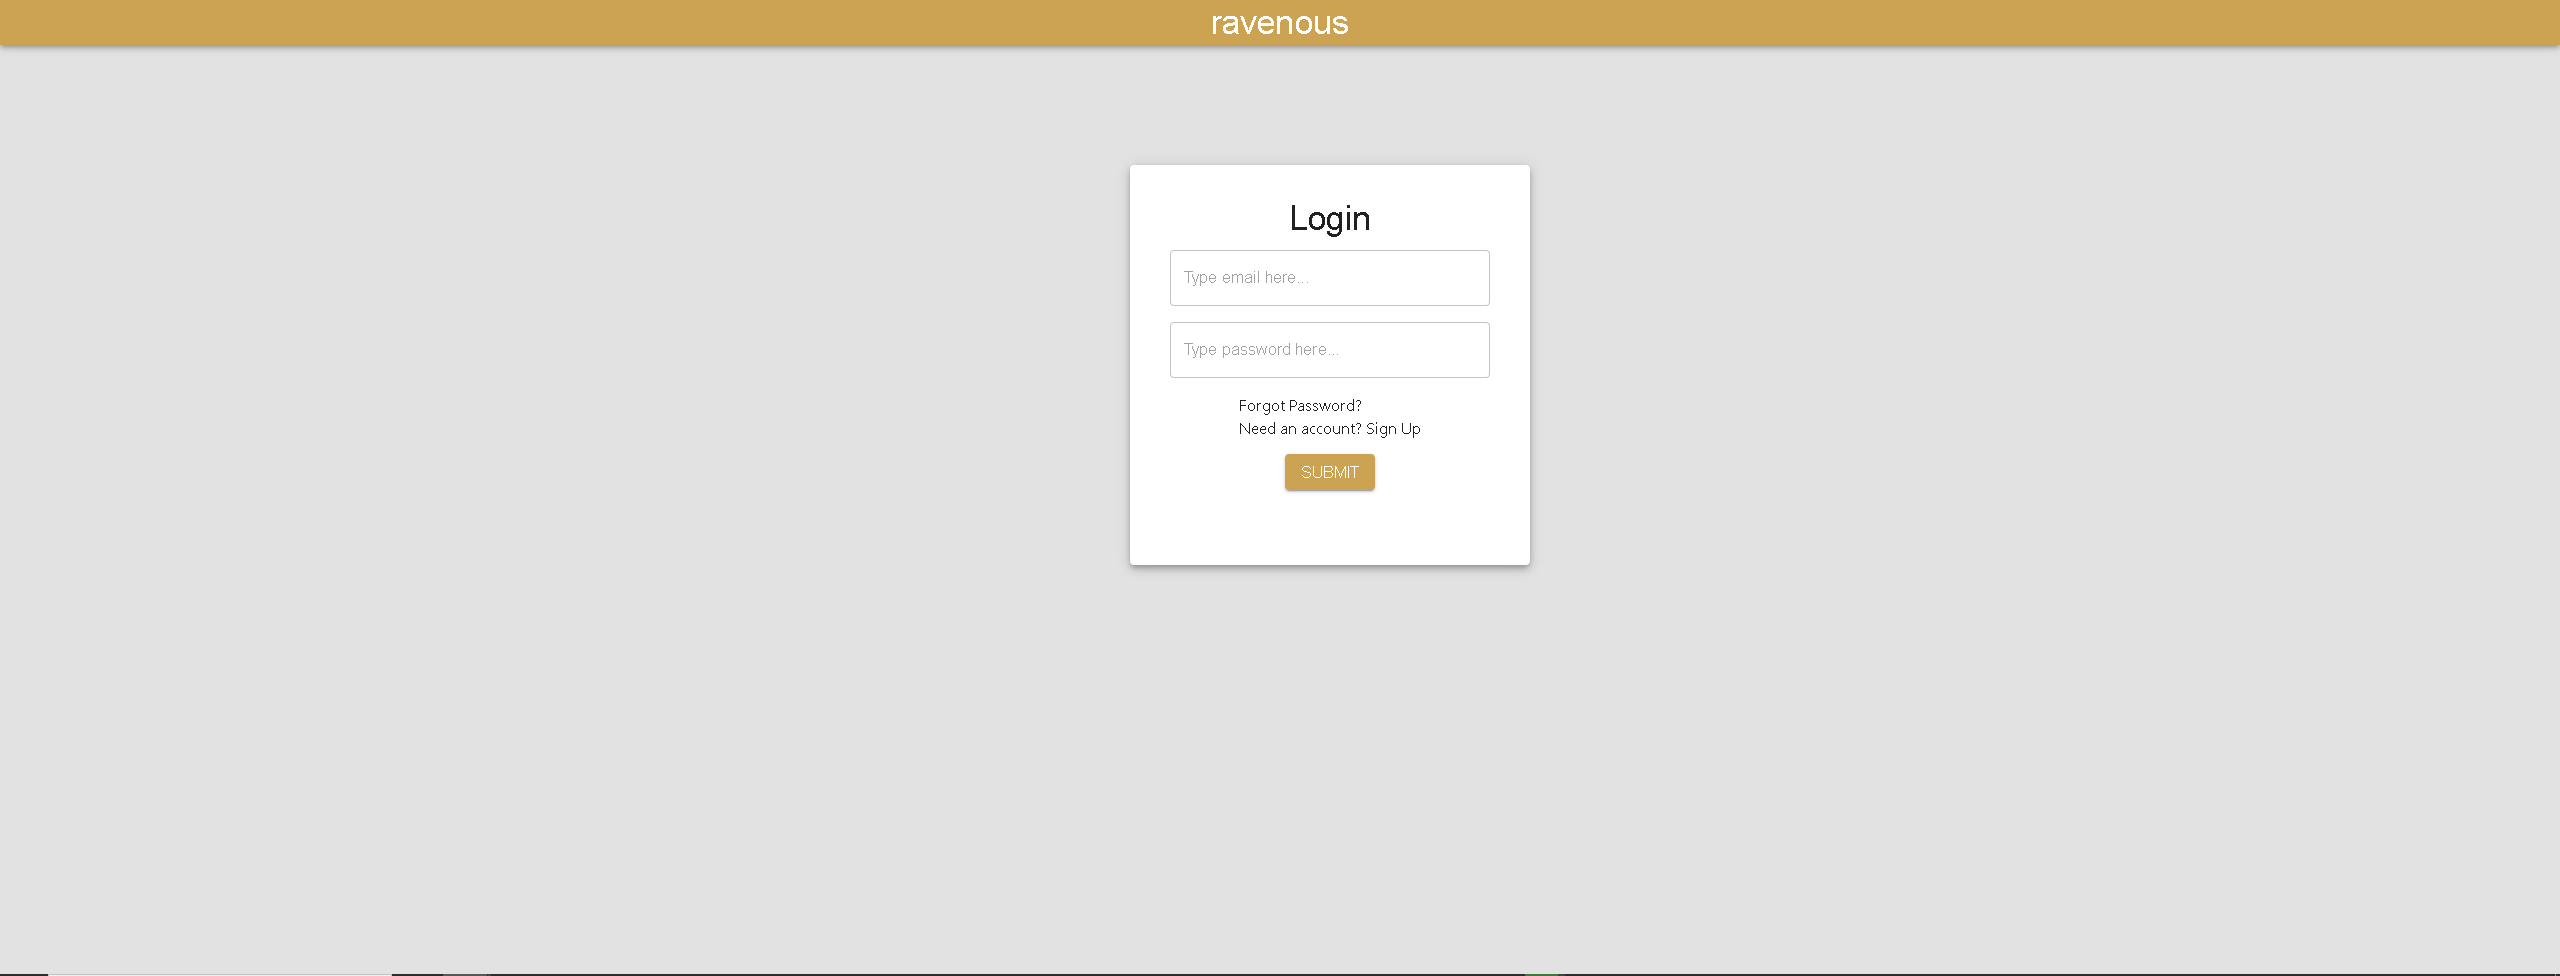 ravenous
Login
Type email here...
Type password here...
Forgot Password?
Need an account? Sign Up
SUBMIT